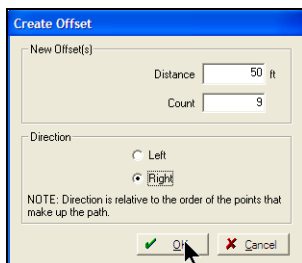 Create Offset
New Offset(s)
Distance 50 ft
Count 9
Direction
Left
Right
NOTE: Direction is relative to the order of the points that
make up the path.
OK Cancel